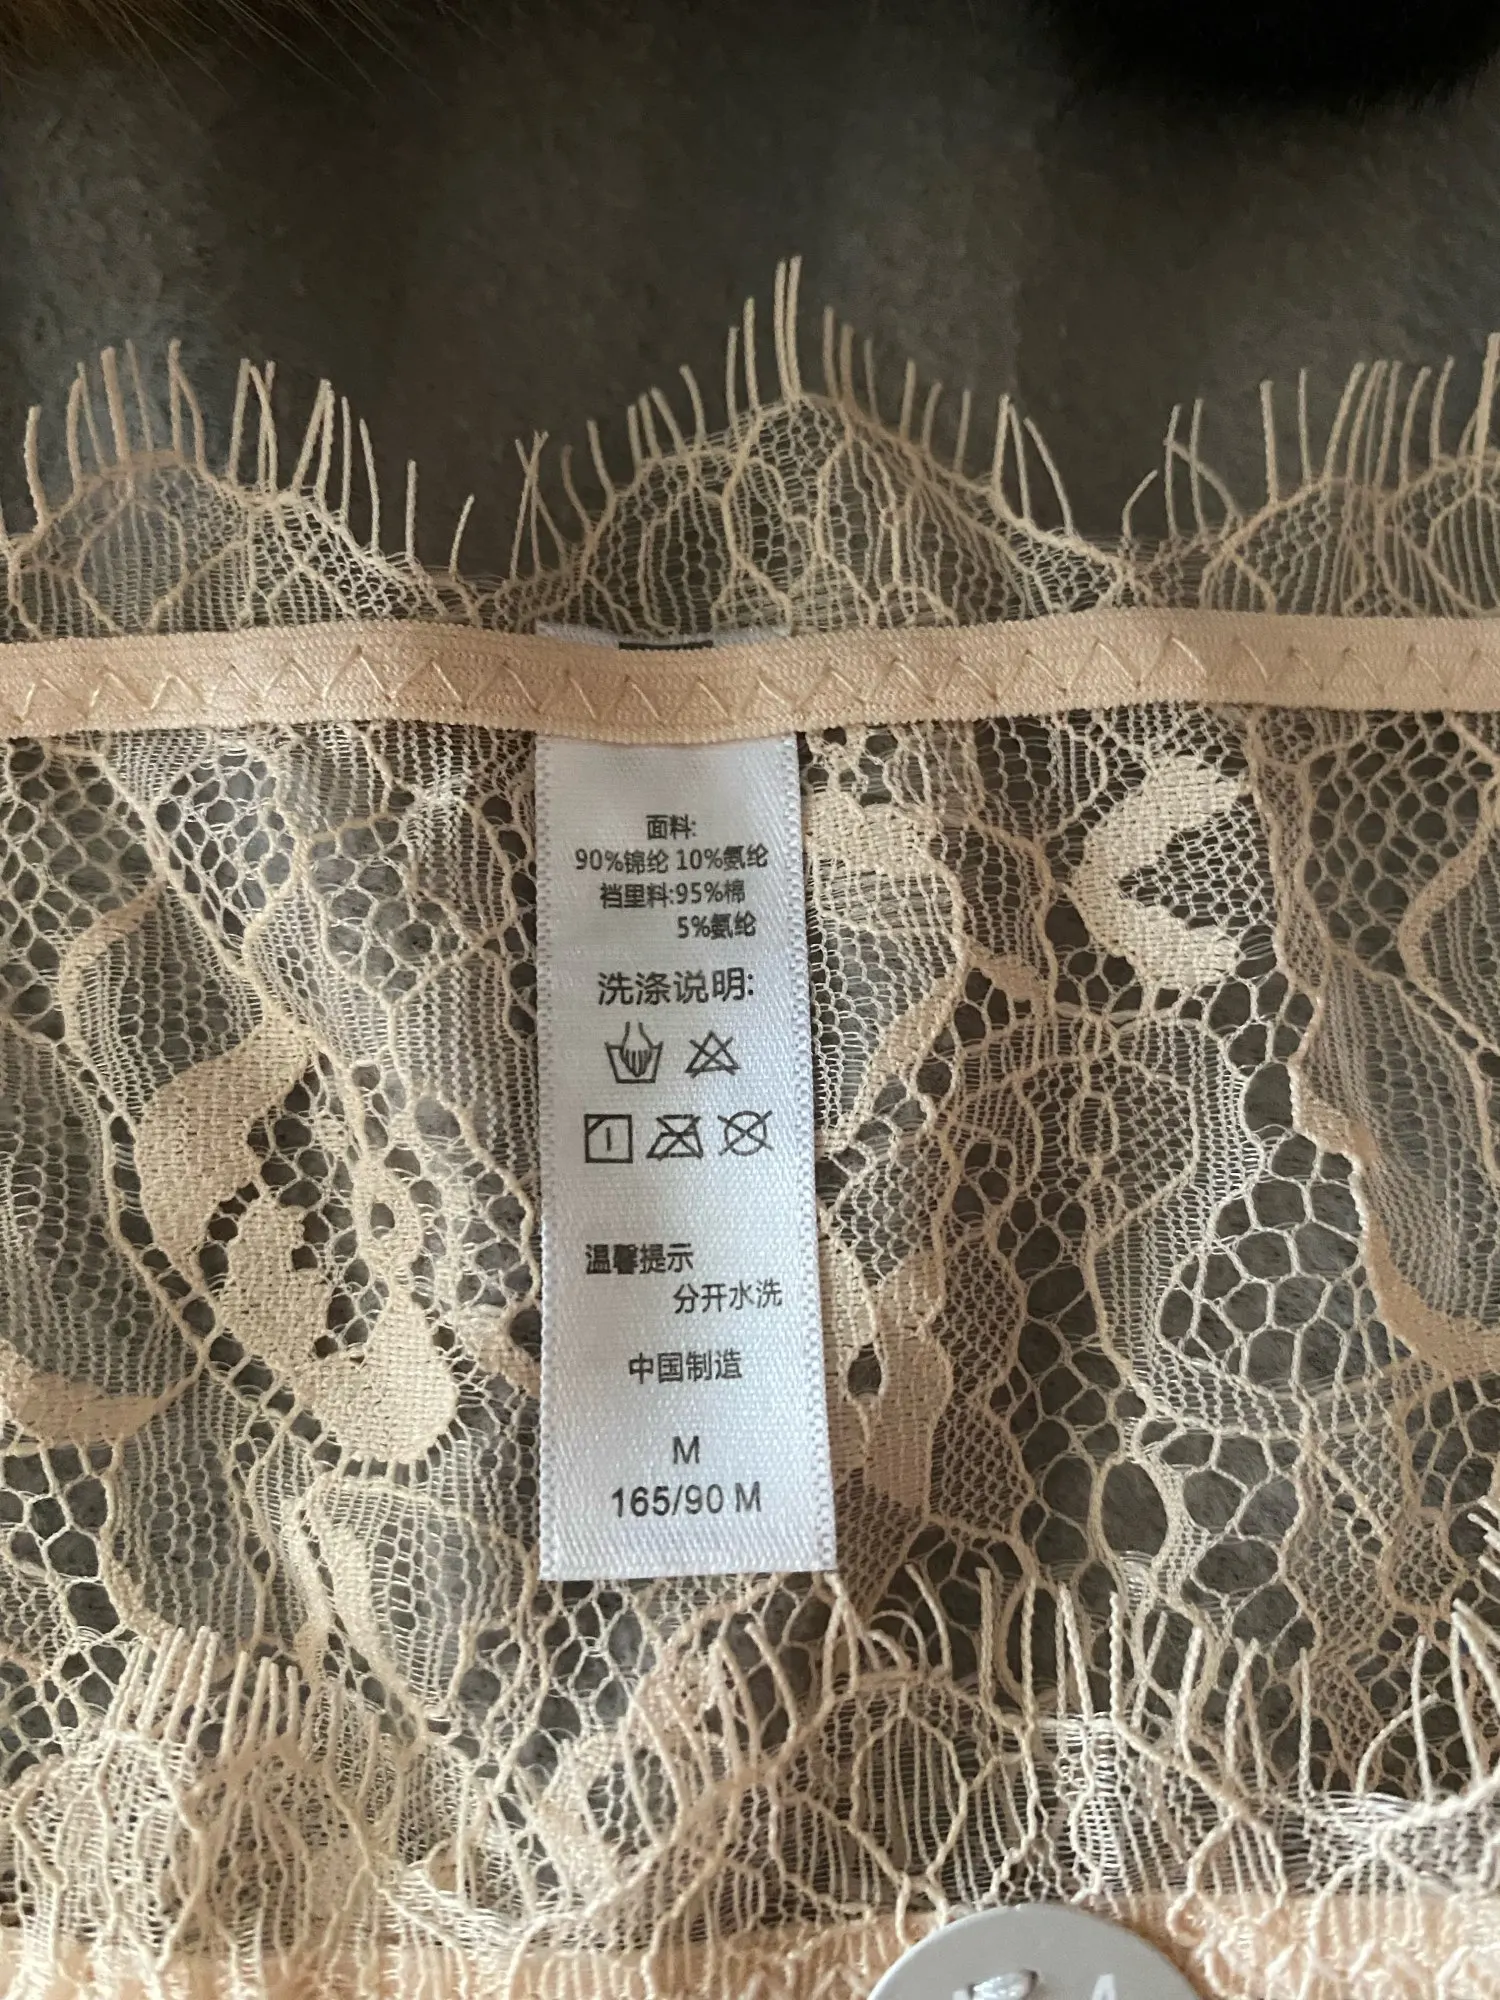 面料:
90%锦纶 10%氨纶
裆里料:95%棉
5%氨纶
洗涤说明:
温馨提示
分开水洗
中国制造
M
165/90 M